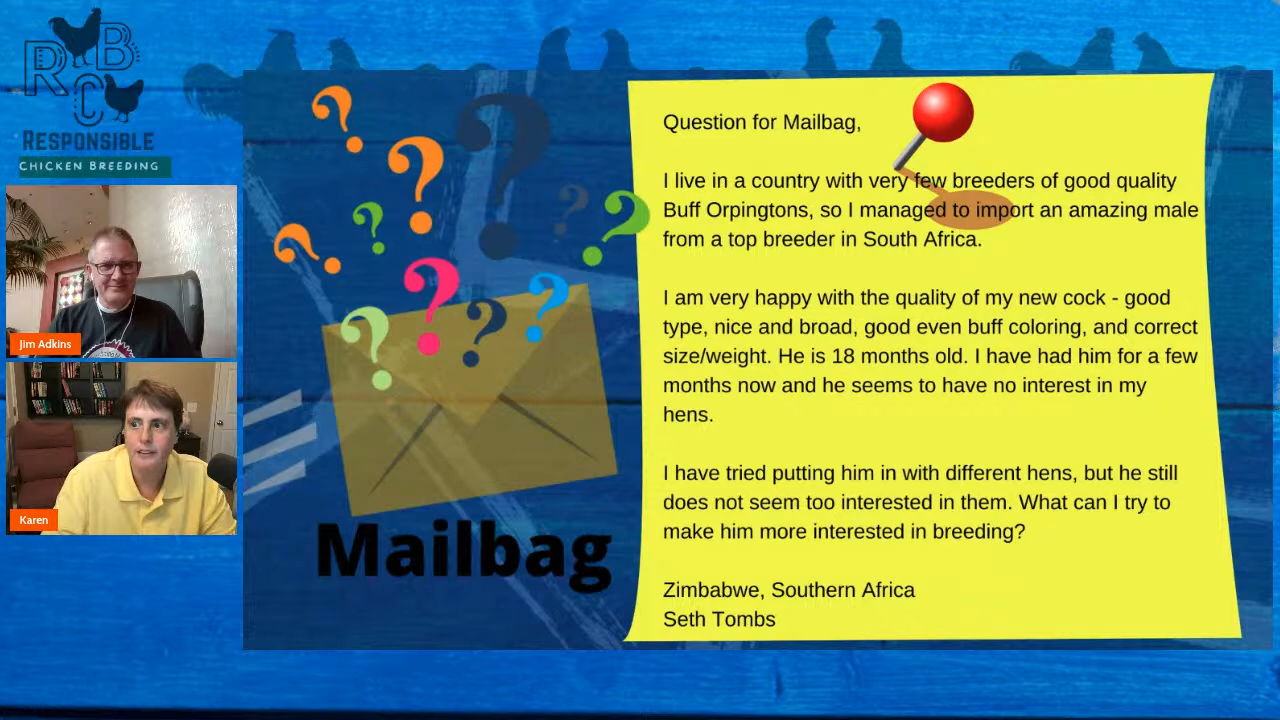 RBC
RESPONSIBLE
CHICKEN BREEDING
Jim Adkins
Karen
Mailbag
Question for Mailbag,
I live in a country with very few breeders of good quality
Buff Orpingtons, so I managed to import an amazing male
from a top breeder in South Africa.
I am very happy with the quality of my new cock - good
type, nice and broad, good even buff coloring, and correct
size/weight. He is 18 months old. I have had him for a few
months now and he seems to have no interest in my
hens.
I have tried putting him in with different hens, but he still
does not seem too interested in them. What can I try to
make him more interested in breeding?
Zimbabwe, Southern Africa
Seth Tombs